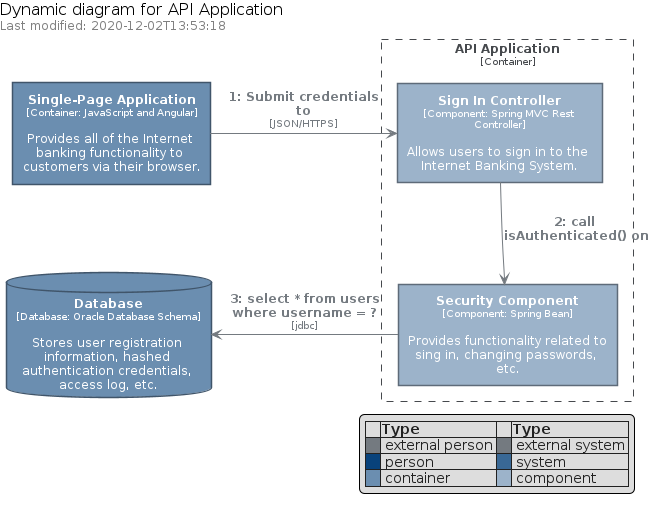 Dynamic diagram for API Application
Last modified: 2020-12-02T13:53:18
API Application
[Container]
Single-Page Application
[Container: JavaScript and Angular]
Provides all of the Internet
banking functionality to
customers via their browser.
1: Submit credentials
to
[JSON/HTTPS]
Sign In Controller
[Component: Spring MVC Rest
Controller]
Allows users to sign in to the
Internet Banking System.
2: call
isAuthenticated() on
Database
[Database: Oracle Database Schema]
Stores user registration
information, hashed
authentication credentials,
access log, etc.
3: select * from users
where username = ?
[jdbc]
Security Component
[Component: Spring Bean]
Provides functionality related to
sing in, changing passwords,
etc.
Type Type
external person external system
person system
container component